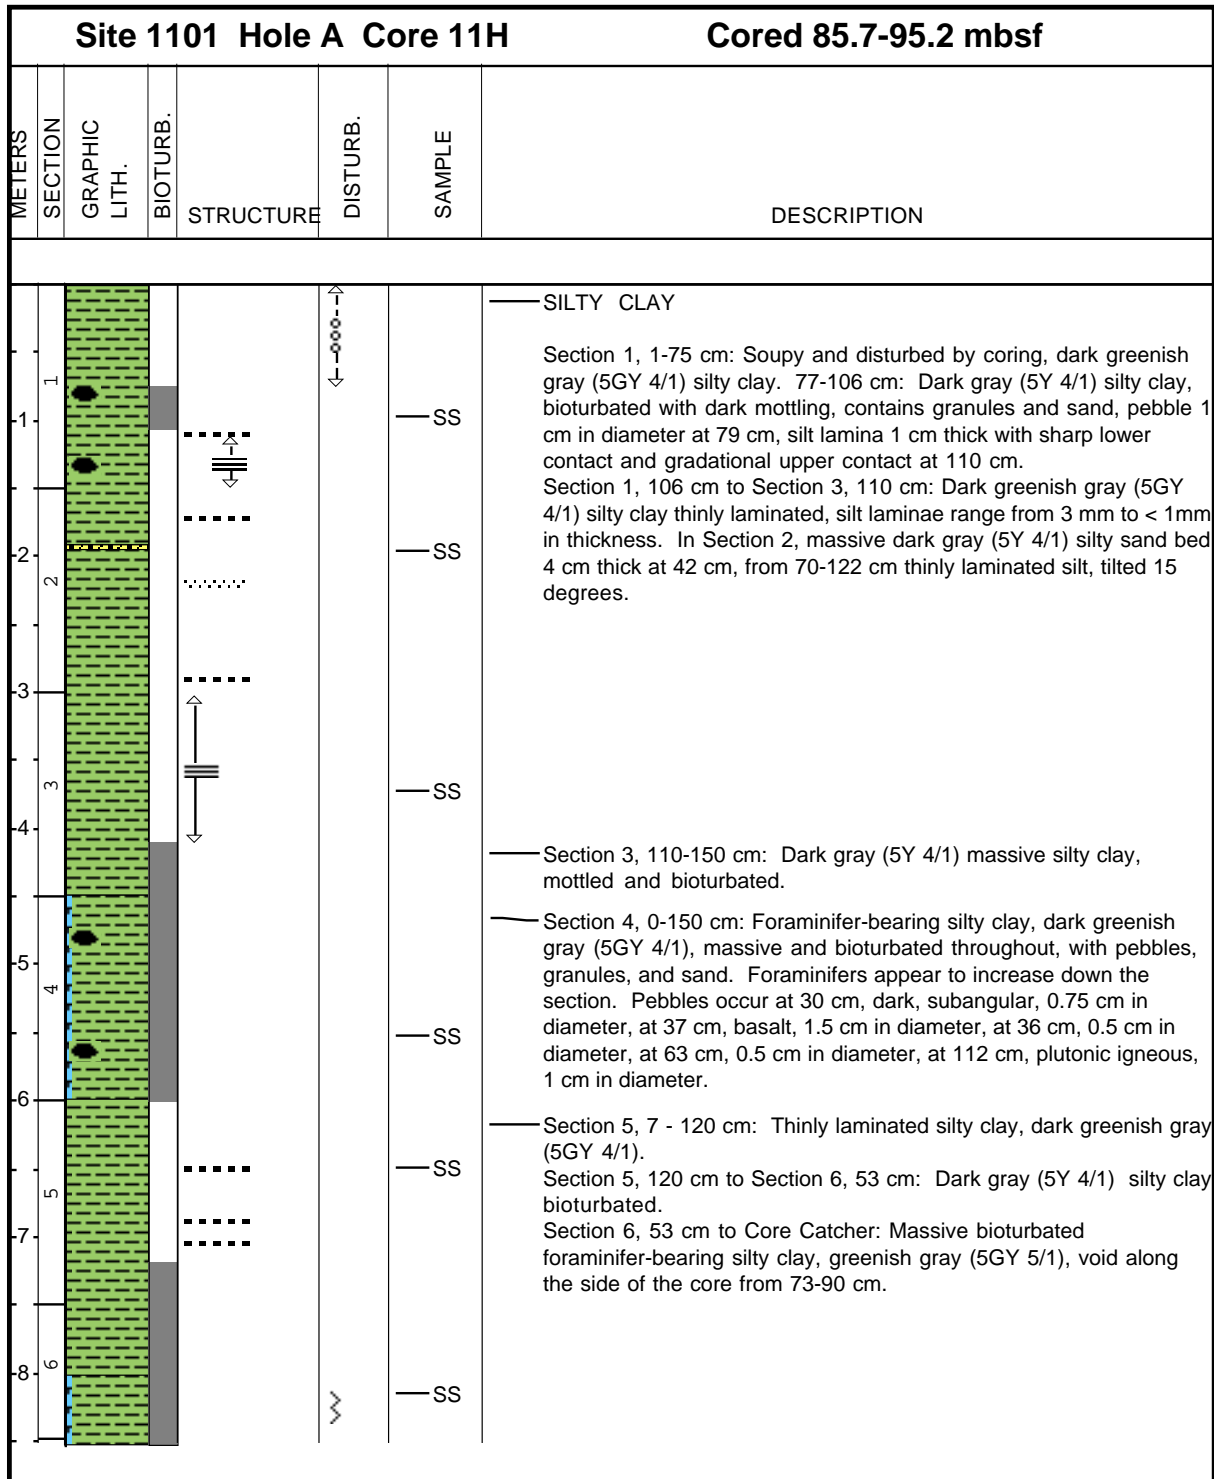 Site 1101 Hole A Core 11H
Cored 85.7-95.2 mbsf
METERS
SECTION
GRAPHIC
LITH.
BIOTURB.
STRUCTURE
DISTURB.
SAMPLE
DESCRIPTION
1
2
3
4
5
6
-1
-2
-3
-4
-5
-6
-7
-8
SS
SS
SS
SS
SS
SS
SILTY CLAY
Section 1, 1-75 cm: Soupy and disturbed by coring, dark greenish
gray (5GY 4/1) silty clay. 77-106 cm: Dark gray (5Y 4/1) silty clay,
bioturbated with dark mottling, contains granules and sand, pebble 1
cm in diameter at 79 cm, silt lamina 1 cm thick with sharp lower
contact and gradational upper contact at 110 cm.
Section 1, 106 cm to Section 3, 110 cm: Dark greenish gray (5GY
4/1) silty clay thinly laminated, silt laminae range from 3 mm to < 1mm
in thickness. In Section 2, massive dark gray (5Y 4/1) silty sand bed
4 cm thick at 42 cm, from 70-122 cm thinly laminated silt, tilted 15
degrees.
Section 3, 110-150 cm: Dark gray (5Y 4/1) massive silty clay,
mottled and bioturbated.
Section 4, 0-150 cm: Foraminifer-bearing silty clay, dark greenish
gray (5GY 4/1), massive and bioturbated throughout, with pebbles,
granules, and sand. Foraminifers appear to increase down the
section. Pebbles occur at 30 cm, dark, subangular, 0.75 cm in
diameter, at 37 cm, basalt, 1.5 cm in diameter, at 36 cm, 0.5 cm in
diameter, at 63 cm, 0.5 cm in diameter, at 112 cm, plutonic igneous,
1 cm in diameter.
Section 5, 7 - 120 cm: Thinly laminated silty clay, dark greenish gray
(5GY 4/1).
Section 5, 120 cm to Section 6, 53 cm: Dark gray (5Y 4/1) silty clay
bioturbated.
Section 6, 53 cm to Core Catcher: Massive bioturbated
foraminifer-bearing silty clay, greenish gray (5GY 5/1), void along
the side of the core from 73-90 cm.